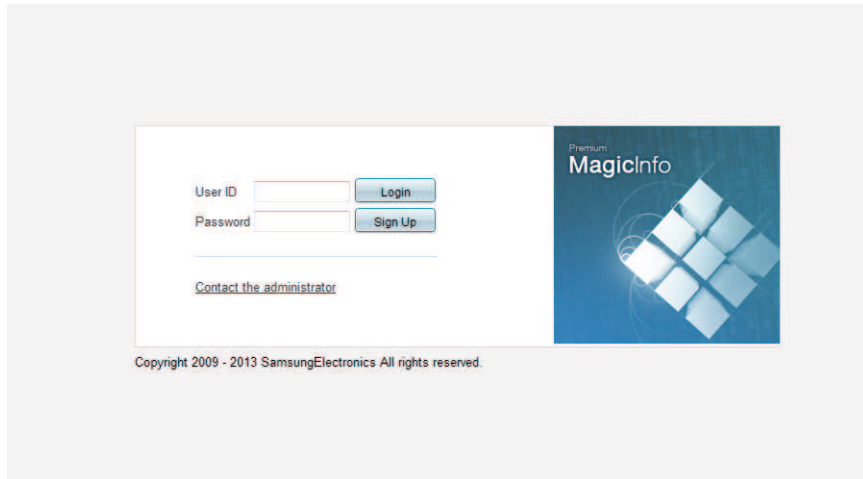 Premium
MagicInfo
User ID
Login
Password
Sign Up
Contact the administrator
Copyright 2009 - 2013 SamsungElectronics All rights reserved.